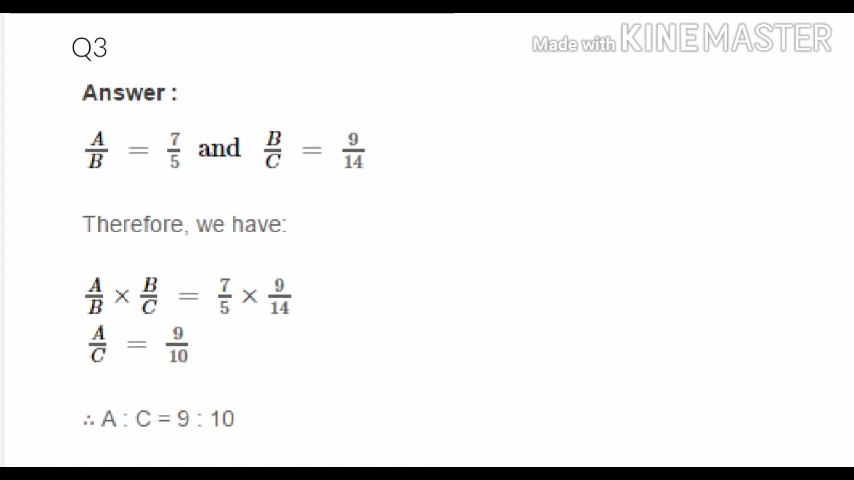 Q3
Made with KINEMASTER
Answer :
A/B = 7/5 and B/C = 9/14
Therefore, we have:
A/B × B/C = 7/5 × 9/14
A/C = 9/10
∴ A : C = 9 : 10